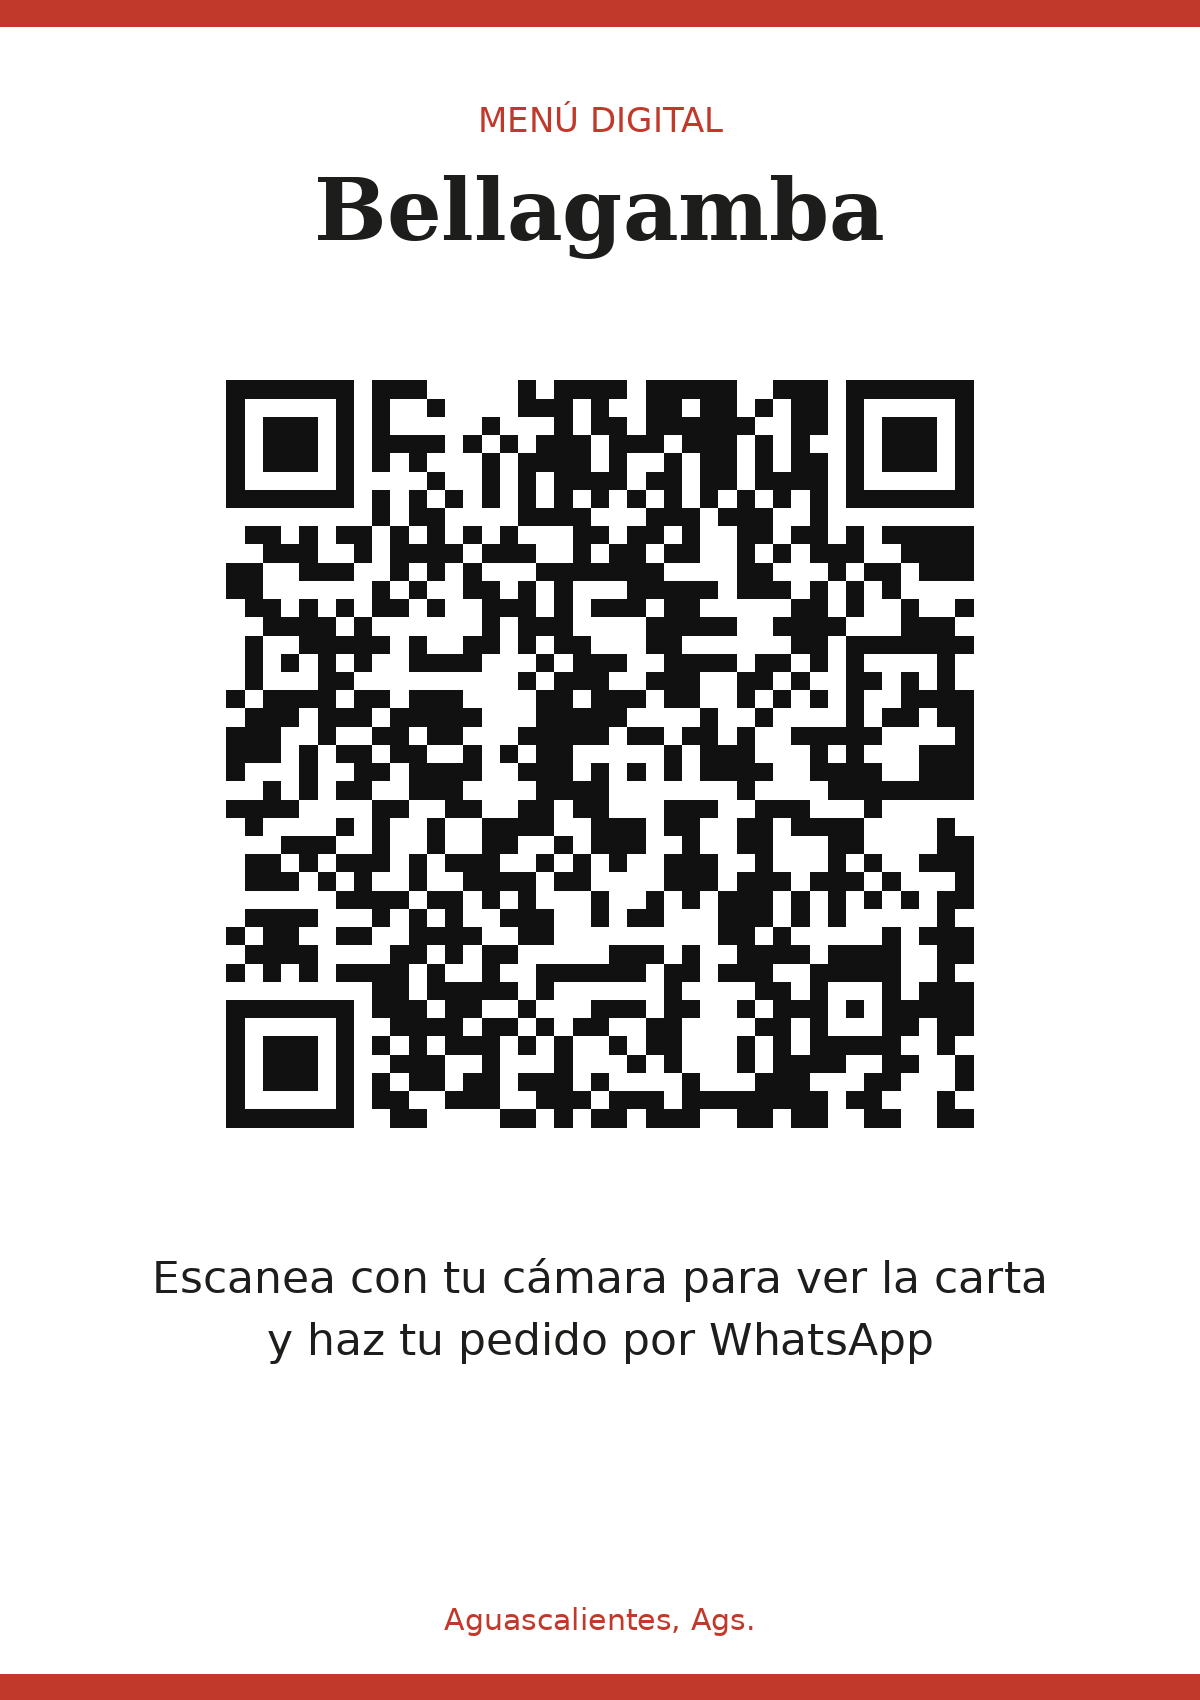 MENÚ DIGITAL
Bellagamba
Escanea con tu cámara para ver la carta
y haz tu pedido por WhatsApp
Aguascalientes, Ags.